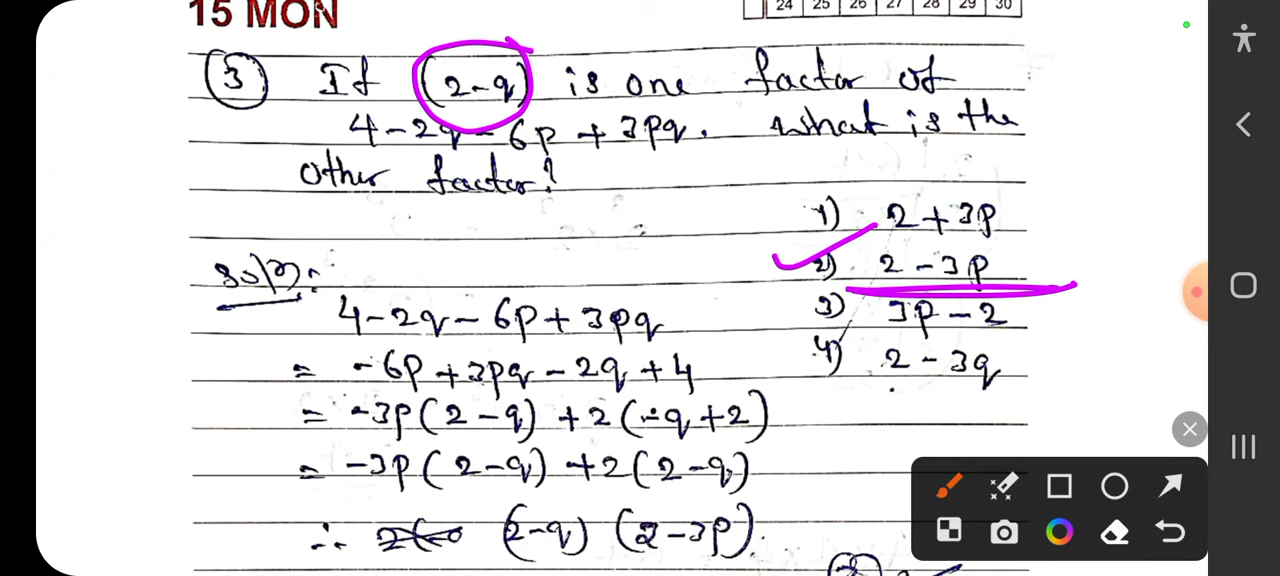 15 MON
24 25 26 27 28 29 30
③ If (2-q) is one factor of
4-2q-6p+3pq. What is the
other factor?
1) 2+3p
2) 2-3p
3) 3p-2
4) 2-3q
Soln:
4-2q-6p+3pq
= -6p+3pq-2q+4
= -3p(2-q)+2(-q+2)
= -3p(2-q)+2(2-q)
∴ (2-q) (2-3p).